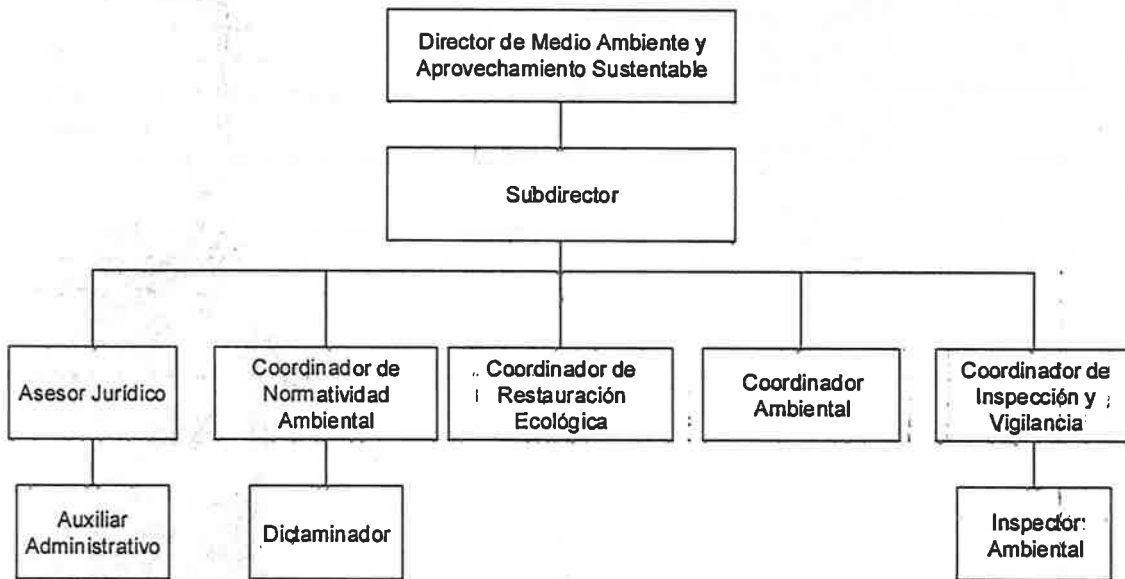 Director de Medio Ambiente y
Aprovechamiento Sustentable
Subdirector
Asesor Jurídico
Coordinador de
Normatividad
Ambiental
Coordinador de
Restauración
Ecológica
Coordinador
Ambiental
Coordinador de
Inspección y
Vigilancia
Auxiliar
Administrativo
Dictaminador
Inspector
Ambiental